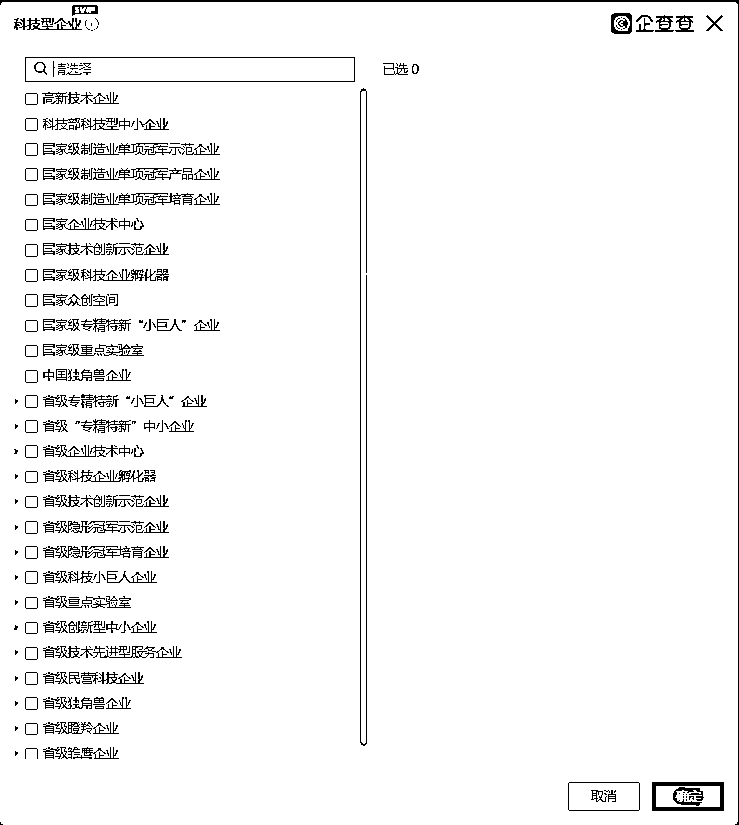 SVIP
科技型企业
企查查
请选择
已选 0
高新技术企业
科技部科技型中小企业
国家级制造业单项冠军示范企业
国家级制造业单项冠军产品企业
国家级制造业单项冠军培育企业
国家企业技术中心
国家技术创新示范企业
国家级科技企业孵化器
国家众创空间
国家级专精特新“小巨人”企业
国家级重点实验室
中国独角兽企业
省级专精特新“小巨人“企业
省级“专精特新”中小企业
省级企业技术中心
省级科技企业孵化器
省级技术创新示范企业
省级隐形冠军示范企业
省级隐形冠军培育企业
省级科技小巨人企业
省级重点实验室
省级创新型中小企业
省级技术先进型服务企业
省级民营科技企业
省级独角兽企业
省级瞪羚企业
省级雏鹰企业
取消
确定